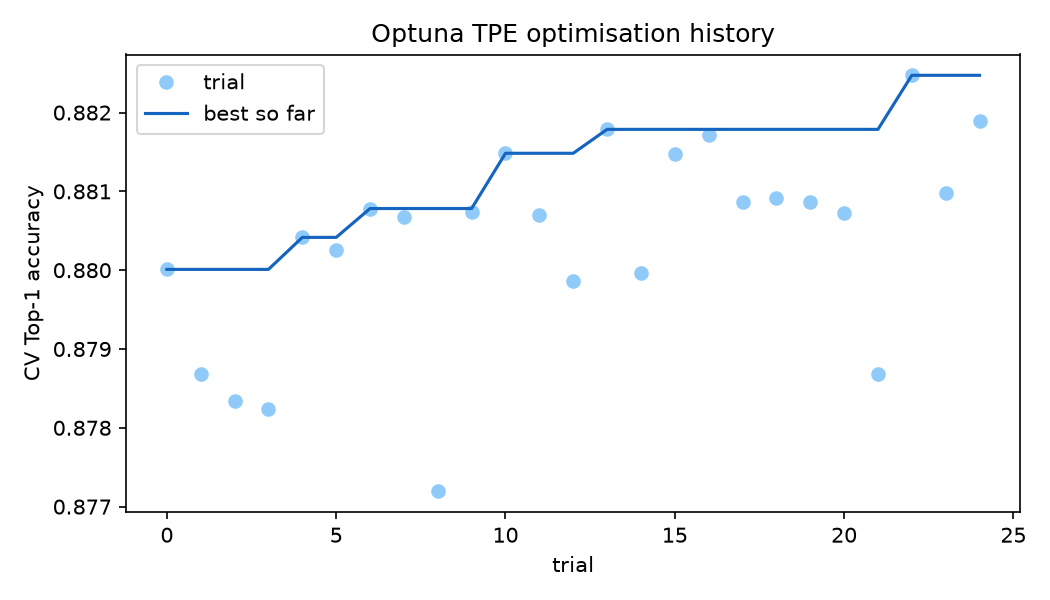 Optuna TPE optimisation history
trial
best so far
CV Top-1 accuracy
0.882
0.881
0.880
0.879
0.878
0.877
0 5 10 15 20 25
trial